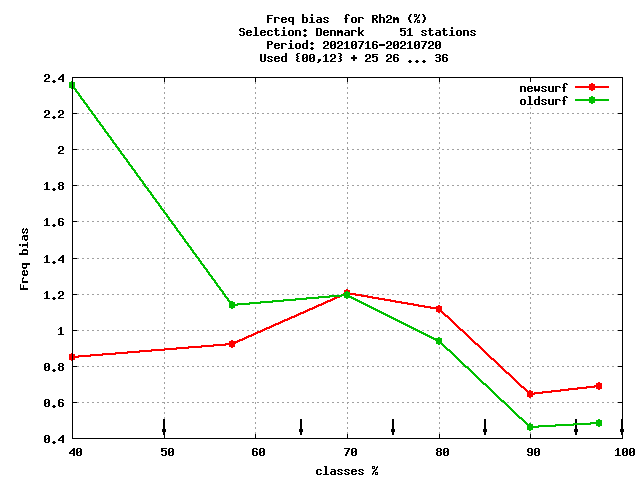 Freq bias  for Rh2m (%)
Selection: Denmark     51 stations
Period: 20210716-20210720
Used {00,12} + 25 26 ... 36
newsurf
oldsurf
2.4
2.2
2
1.8
1.6
1.4
1.2
1
0.8
0.6
0.4
Freq bias
40 50 60 70 80 90 100
classes %